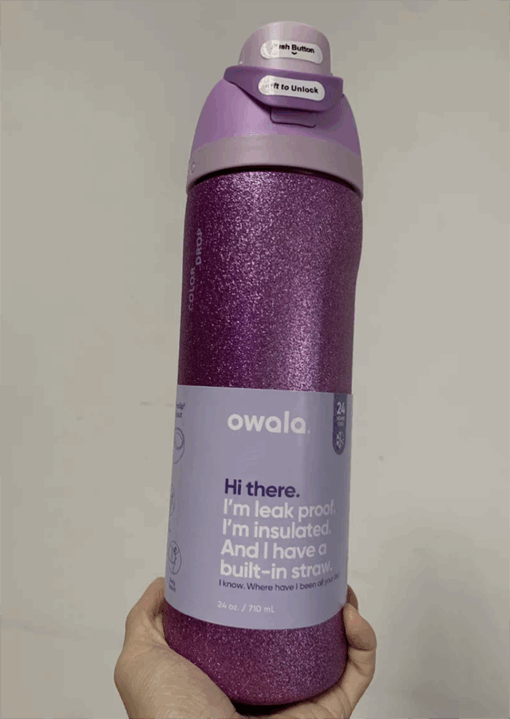 Push Button
Lift to Unlock
COLOR DROP
owala.
24
Hi there.
I'm leak proof.
I'm insulated.
And I have a
built-in straw.
I know. Where have I been all your
24 oz. / 710 mL